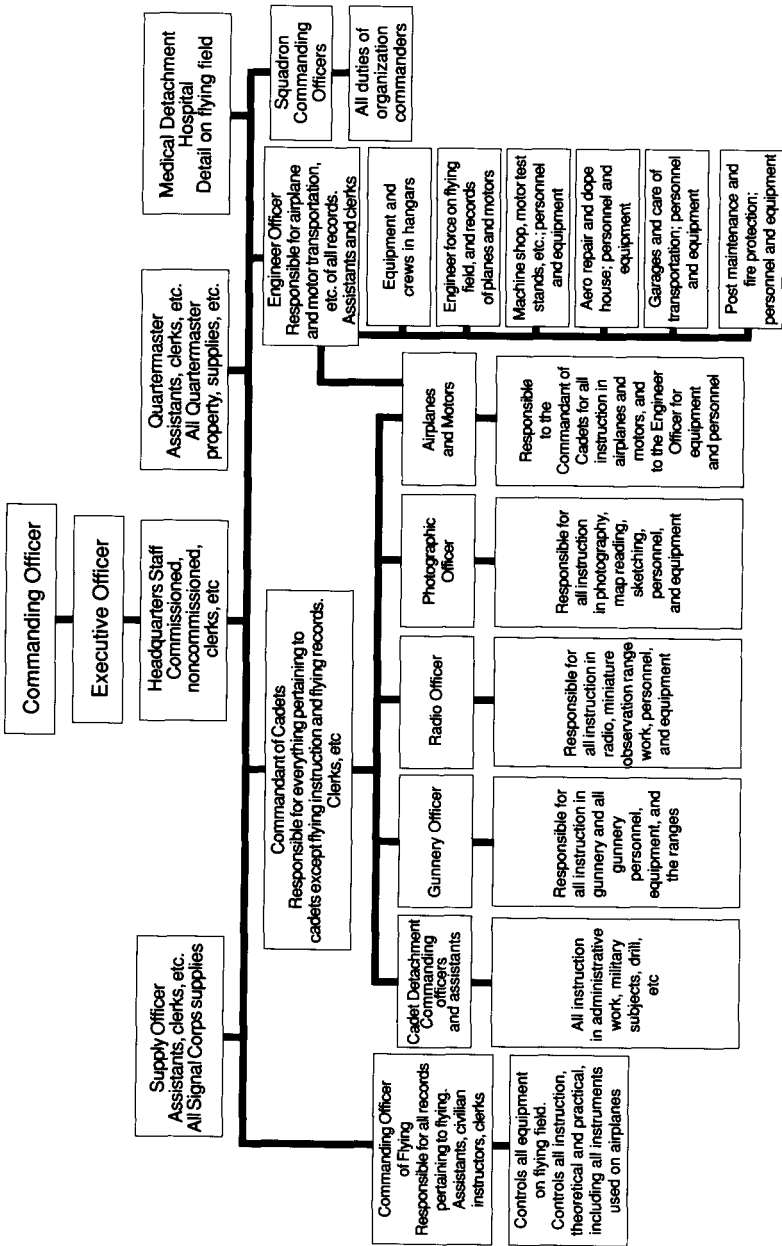 Commanding Officer
Executive Officer
Headquarters Staff
Commissioned,
noncommissioned,
clerks, etc
Supply Officer
Assistants, clerks, etc.
All Signal Corps supplies
Quartermaster
Assistants, clerks, etc.
All Quartermaster
property, supplies, etc.
Medical Detachment
Hospital
Detail on flying field
Commanding Officer
of Flying
Responsible for all records
pertaining to flying.
Assistants, civilian
instructors, clerks
Controls all equipment
on flying field.
Controls all instruction,
theoretical and practical,
including all instruments
used on airplanes
Commandant of Cadets
Responsible for everything pertaining to
cadets except flying instruction and flying records.
Clerks, etc
Cadet Detachment
Commanding
officers
and assistants
All instruction
in administrative
work, military
subjects, drill,
etc
Gunnery Officer
Responsible for
all instruction in
gunnery and all
gunnery
personnel,
equipment, and
the ranges
Radio Officer
Responsible for
all instruction in
radio, miniature
observation range
work, personnel,
and equipment
Photographic
Officer
Responsible for
all instruction
in photography,
map reading,
sketching,
personnel,
and equipment
Airplanes
and Motors
Responsible
to the
Commandant of
Cadets for all
instruction in
airplanes and
motors, and
to the Engineer
Officer for
equipment
and personnel
Engineer Officer
Responsible for airplane
and motor transportation,
etc. of all records.
Assistants and clerks
Equipment and
crews in hangars
Engineer force on flying
field, and records
of planes and motors
Machine shop, motor test
stands, etc.; personnel
and equipment
Aero repair and dope
house; personnel and
equipment
Garages and care of
transportation; personnel
and equipment
Post maintenance and
fire protection;
personnel and equipment
Squadron
Commanding
Officers
All duties of
organization
commanders